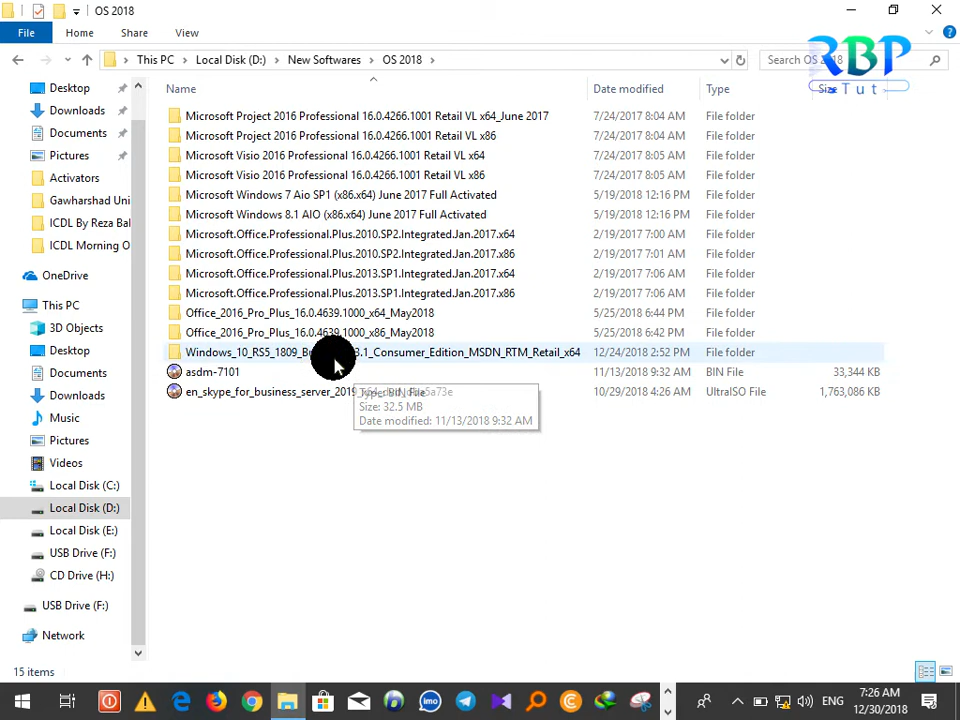 OS 2018
File Home Share View
This PC Local Disk (D:) New Softwares OS 2018
Search OS 2018
RBP
Tut
Name Date modified Type Size
Microsoft Project 2016 Professional 16.0.4266.1001 Retail VL x64_June 2017 7/24/2017 8:04 AM File folder
Microsoft Project 2016 Professional 16.0.4266.1001 Retail VL x86 7/24/2017 8:04 AM File folder
Microsoft Visio 2016 Professional 16.0.4266.1001 Retail VL x64 7/24/2017 8:05 AM File folder
Microsoft Visio 2016 Professional 16.0.4266.1001 Retail VL x86 7/24/2017 8:05 AM File folder
Microsoft Windows 7 Aio SP1 (x86.x64) June 2017 Full Activated 5/19/2018 12:16 PM File folder
Microsoft Windows 8.1 AIO (x86.x64) June 2017 Full Activated 5/19/2018 12:16 PM File folder
Microsoft.Office.Professional.Plus.2010.SP2.Integrated.Jan.2017.x64 2/19/2017 7:00 AM File folder
Microsoft.Office.Professional.Plus.2010.SP2.Integrated.Jan.2017.x86 2/19/2017 7:01 AM File folder
Microsoft.Office.Professional.Plus.2013.SP1.Integrated.Jan.2017.x64 2/19/2017 7:06 AM File folder
Microsoft.Office.Professional.Plus.2013.SP1.Integrated.Jan.2017.x86 2/19/2017 7:06 AM File folder
Office_2016_Pro_Plus_16.0.4639.1000_x64_May2018 5/25/2018 6:44 PM File folder
Office_2016_Pro_Plus_16.0.4639.1000_x86_May2018 5/25/2018 6:42 PM File folder
Windows_10_RS5_1809_Bu 3.1_Consumer_Edition_MSDN_RTM_Retail_x64 12/24/2018 2:52 PM File folder
asdm-7101 11/13/2018 9:32 AM BIN File 33,344 KB
en_skype_for_business_server_2019 10/29/2018 4:26 AM UltraISO File 1,763,086 KB
Type: BIN File
Size: 32.5 MB
Date modified: 11/13/2018 9:32 AM
Desktop
Downloads
Documents
Pictures
Activators
Gawharshad Uni
ICDL By Reza Bal
ICDL Morning O
OneDrive
This PC
3D Objects
Desktop
Documents
Downloads
Music
Pictures
Videos
Local Disk (C:)
Local Disk (D:)
Local Disk (E:)
USB Drive (F:)
CD Drive (H:)
USB Drive (F:)
Network
15 items
imo
ENG
7:26 AM
12/30/2018